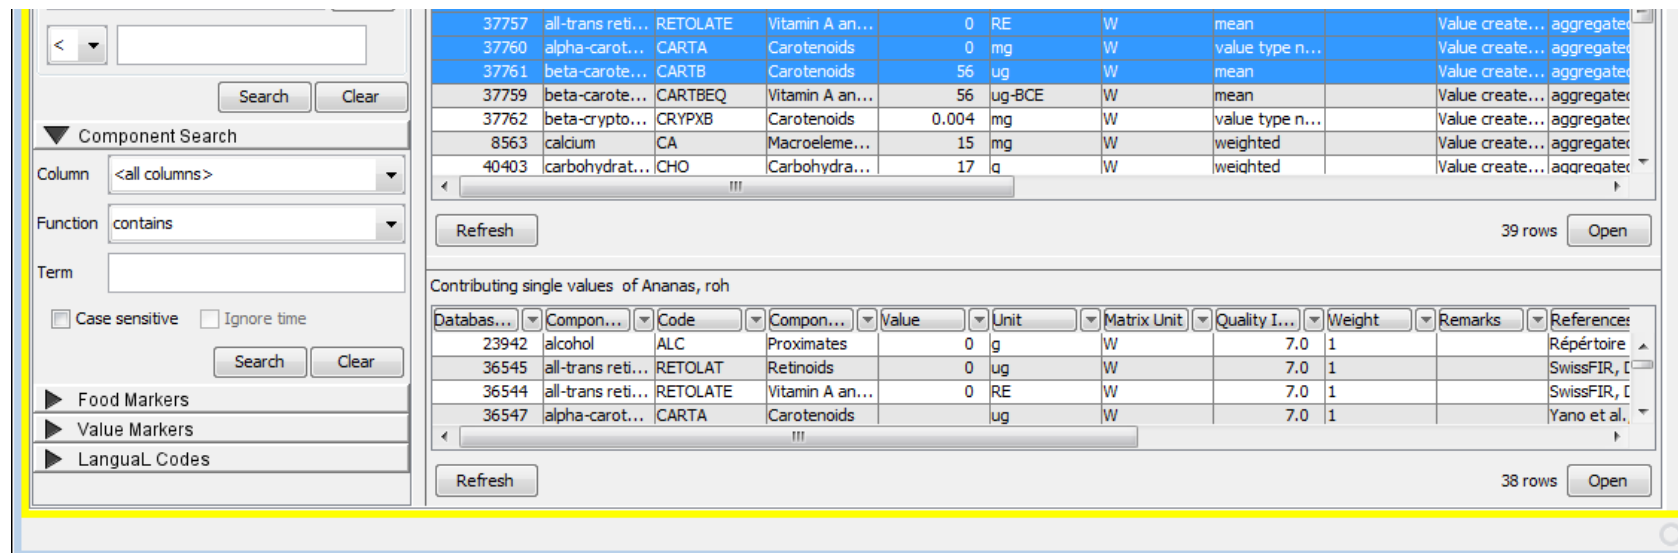 <
Search Clear
Component Search
Column <all columns>
Function contains
Term
Case sensitive Ignore time
Search Clear
Food Markers
Value Markers
LanguaL Codes
37757 all-trans reti... RETOLATE Vitamin A an... 0 RE W mean Value create... aggregated
37760 alpha-carot... CARTA Carotenoids 0 mg W value type n... Value create... aggregated
37761 beta-carote... CARTB Carotenoids 56 ug W mean Value create... aggregated
37759 beta-carote... CARTBEQ Vitamin A an... 56 ug-BCE W mean Value create... aggregated
37762 beta-crypto... CRYPXB Carotenoids 0.004 mg W value type n... Value create... aggregated
8563 calcium CA Macroeleme... 15 mg W weighted Value create... aggregated
40403 carbohydrat... CHO Carbohydra... 17 g W weighted Value create... aggregated
Refresh 39 rows Open
Contributing single values of Ananas, roh
Databas... Compon... Code Compon... Value Unit Matrix Unit Quality I... Weight Remarks References
23942 alcohol ALC Proximates 0 g W 7.0 1 Répértoire
36545 all-trans reti... RETOLAT Retinoids 0 ug W 7.0 1 SwissFIR,
36544 all-trans reti... RETOLATE Vitamin A an... 0 RE W 7.0 1 SwissFIR, D
36547 alpha-carot... CARTA Carotenoids ug W 7.0 1 Yano et al.
Refresh 38 rows Open